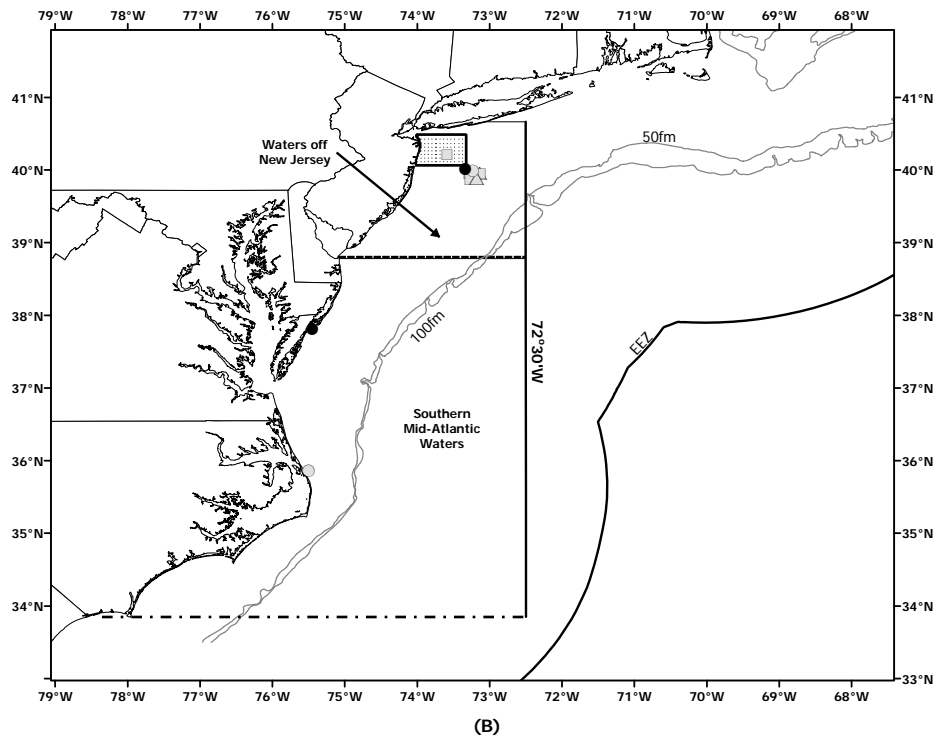 79°W 78°W 77°W 76°W 75°W 74°W 73°W 72°W 71°W 70°W 69°W 68°W
41°N 41°N
50fm
Waters off
New Jersey
40°N 40°N
39°N 39°N
38°N 38°N
100fm
EEZ
72°30'W
37°N 37°N
Southern
Mid-Atlantic
Waters
36°N 36°N
35°N 35°N
34°N 34°N
33°N
79°W 78°W 77°W 76°W 75°W 74°W 73°W 72°W 71°W 70°W 69°W 68°W
(B)